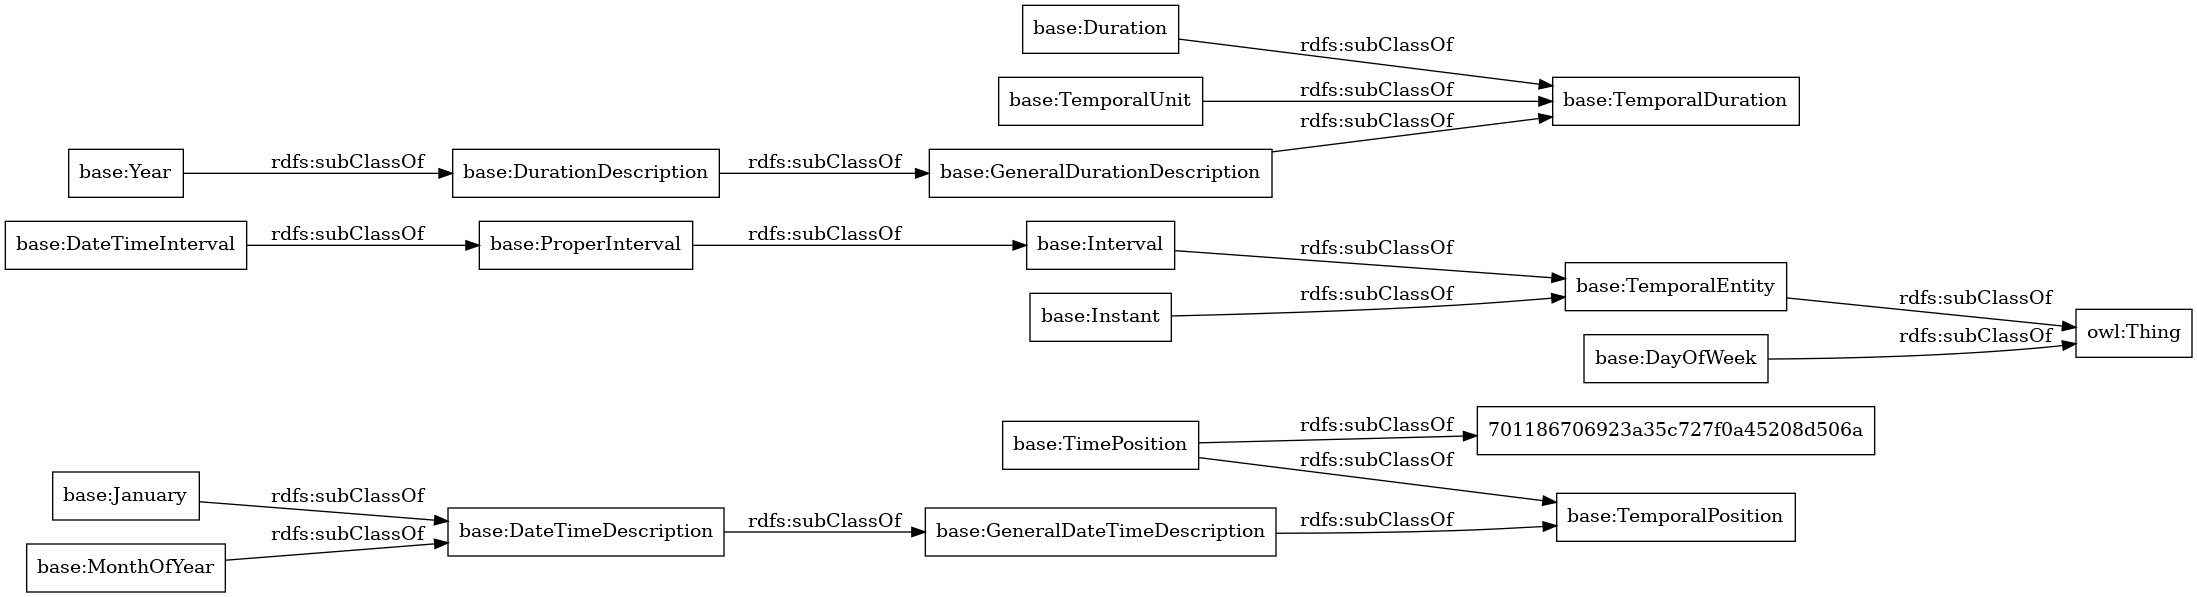 base:Duration
rdfs:subClassOf
base:TemporalUnit
rdfs:subClassOf
base:TemporalDuration
rdfs:subClassOf
base:Year
rdfs:subClassOf
base:DurationDescription
rdfs:subClassOf
base:GeneralDurationDescription
base:DateTimeInterval
rdfs:subClassOf
base:ProperInterval
rdfs:subClassOf
base:Interval
rdfs:subClassOf
base:Instant
rdfs:subClassOf
base:TemporalEntity
rdfs:subClassOf
base:DayOfWeek
rdfs:subClassOf
owl:Thing
base:TimePosition
rdfs:subClassOf
701186706923a35c727f0a45208d506a
rdfs:subClassOf
base:January
rdfs:subClassOf
base:MonthOfYear
rdfs:subClassOf
base:DateTimeDescription
rdfs:subClassOf
base:GeneralDateTimeDescription
rdfs:subClassOf
base:TemporalPosition